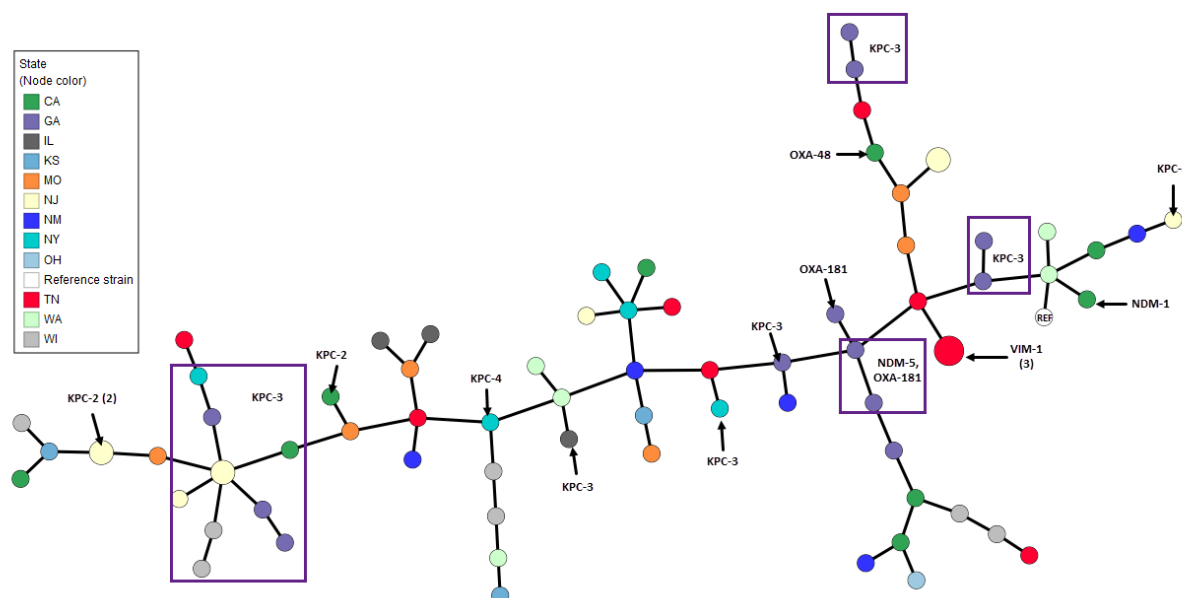 State
(Node color)
CA
GA
IL
KS
MO
NJ
NM
NY
OH
Reference strain
TN
WA
WI
KPC-3
OXA-48
KPC-
KPC-3
OXA-181
NDM-1
REF
KPC-3
VIM-1
(3)
NDM-5,
OXA-181
KPC-2
KPC-4
KPC-3
KPC-2 (2)
KPC-3
KPC-3